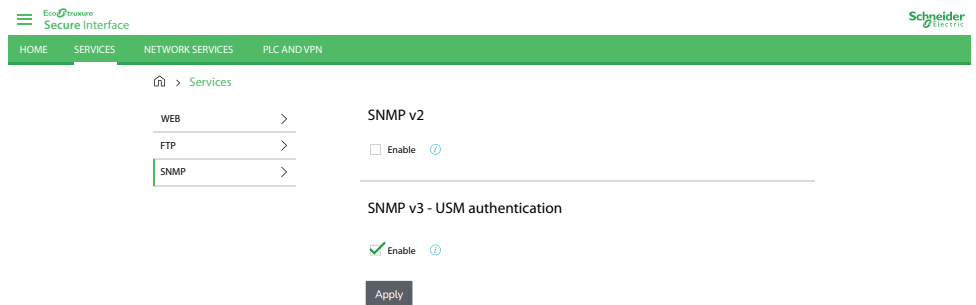 EcoStruxure
Secure Interface
Schneider
Electric
HOME SERVICES NETWORK SERVICES PLC AND VPN
> Services
WEB
FTP
SNMP
SNMP v2
Enable i
SNMP v3 - USM authentication
Enable i
Apply